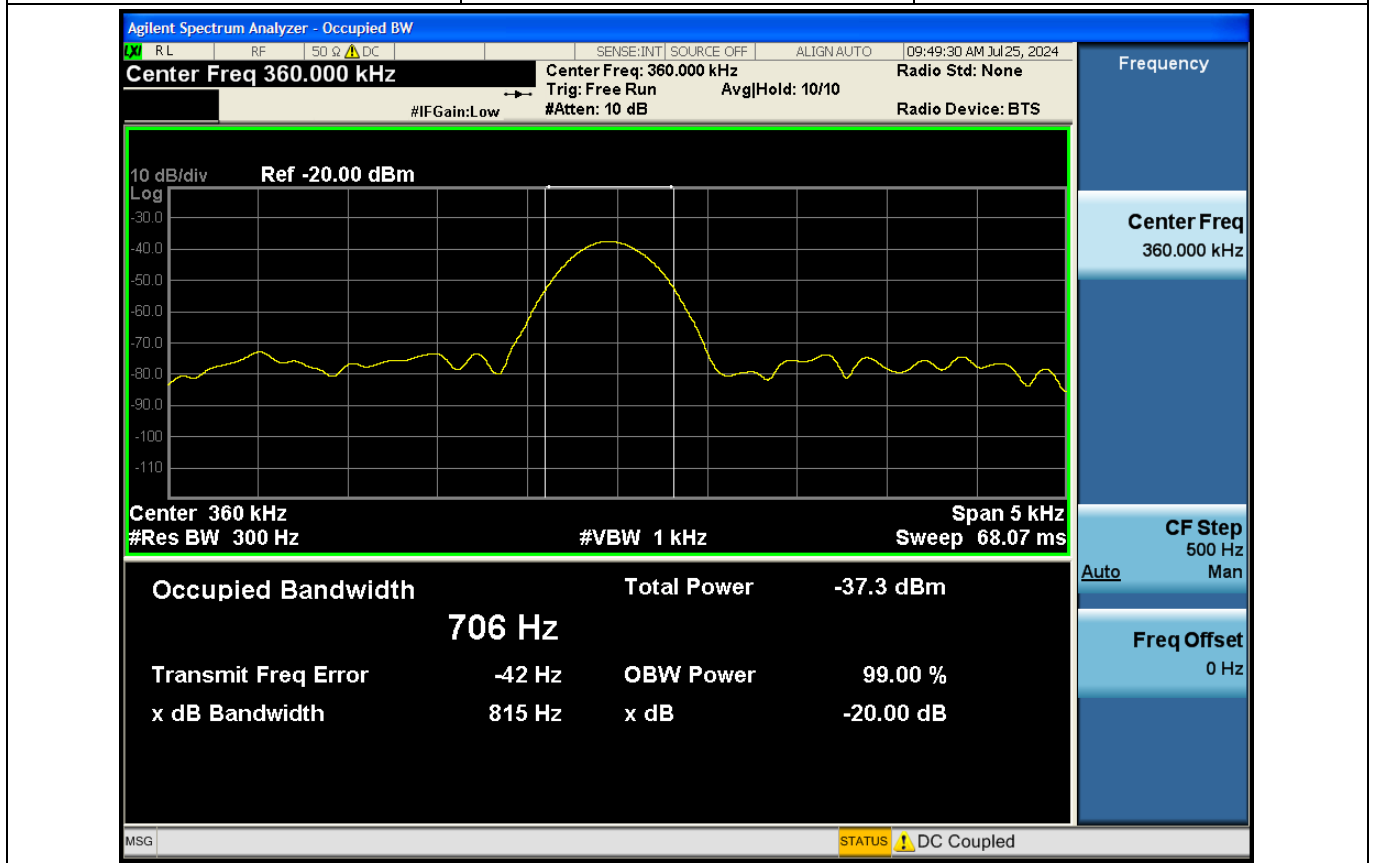 Agilent Spectrum Analyzer - Occupied BW
LXI RL RF 50 Ω DC SENSE:INT SOURCE OFF ALIGN AUTO 09:49:30 AM Jul 25, 2024
Center Freq 360.000 kHz
Center Freq: 360.000 kHz Radio Std: None
Trig: Free Run Avg|Hold: 10/10
#IFGain:Low #Atten: 10 dB Radio Device: BTS
10 dB/div Ref -20.00 dBm
Log
-30.0
-40.0
-50.0
-60.0
-70.0
-80.0
-90.0
-100
-110
Center 360 kHz Span 5 kHz
#Res BW 300 Hz #VBW 1 kHz Sweep 68.07 ms
Occupied Bandwidth Total Power -37.3 dBm
706 Hz
Transmit Freq Error -42 Hz OBW Power 99.00 %
x dB Bandwidth 815 Hz x dB -20.00 dB
Frequency
Center Freq
360.000 kHz
CF Step
500 Hz
Auto Man
Freq Offset
0 Hz
MSG STATUS DC Coupled